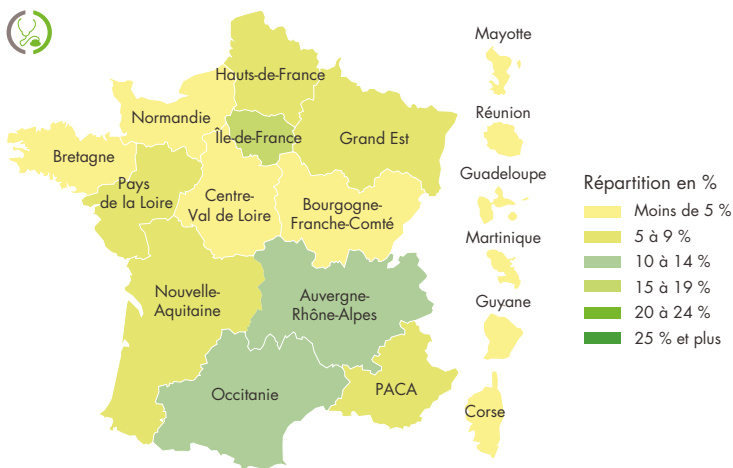 Mayotte
Hauts-de-France
Normandie
Réunion
Île-de-France
Grand Est
Bretagne
Guadeloupe
Pays
de la Loire
Centre-
Val de Loire
Bourgogne-
Franche-Comté
Martinique
Nouvelle-
Aquitaine
Auvergne-
Rhône-Alpes
Guyane
Occitanie
PACA
Corse
Répartition en %
Moins de 5 %
5 à 9 %
10 à 14 %
15 à 19 %
20 à 24 %
25 % et plus